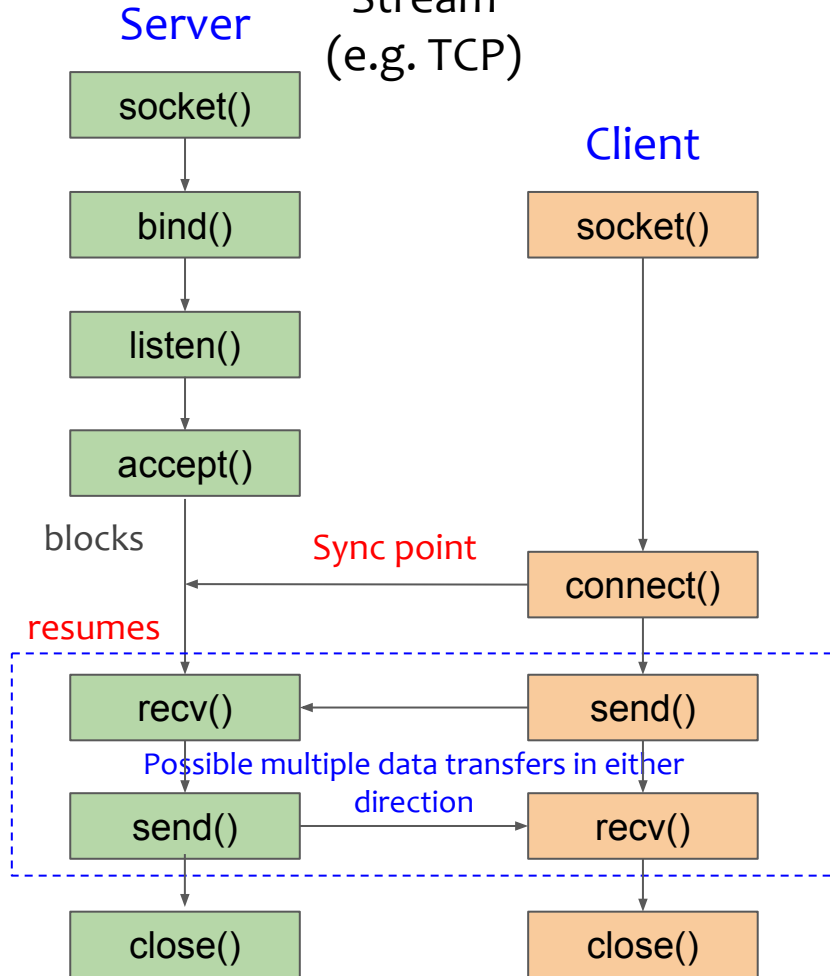 Stream
(e.g. TCP)
Server
socket()
bind()
listen()
accept()
blocks
resumes
recv()
send()
close()
Client
socket()
Sync point
connect()
send()
Possible multiple data transfers in either
direction
recv()
close()